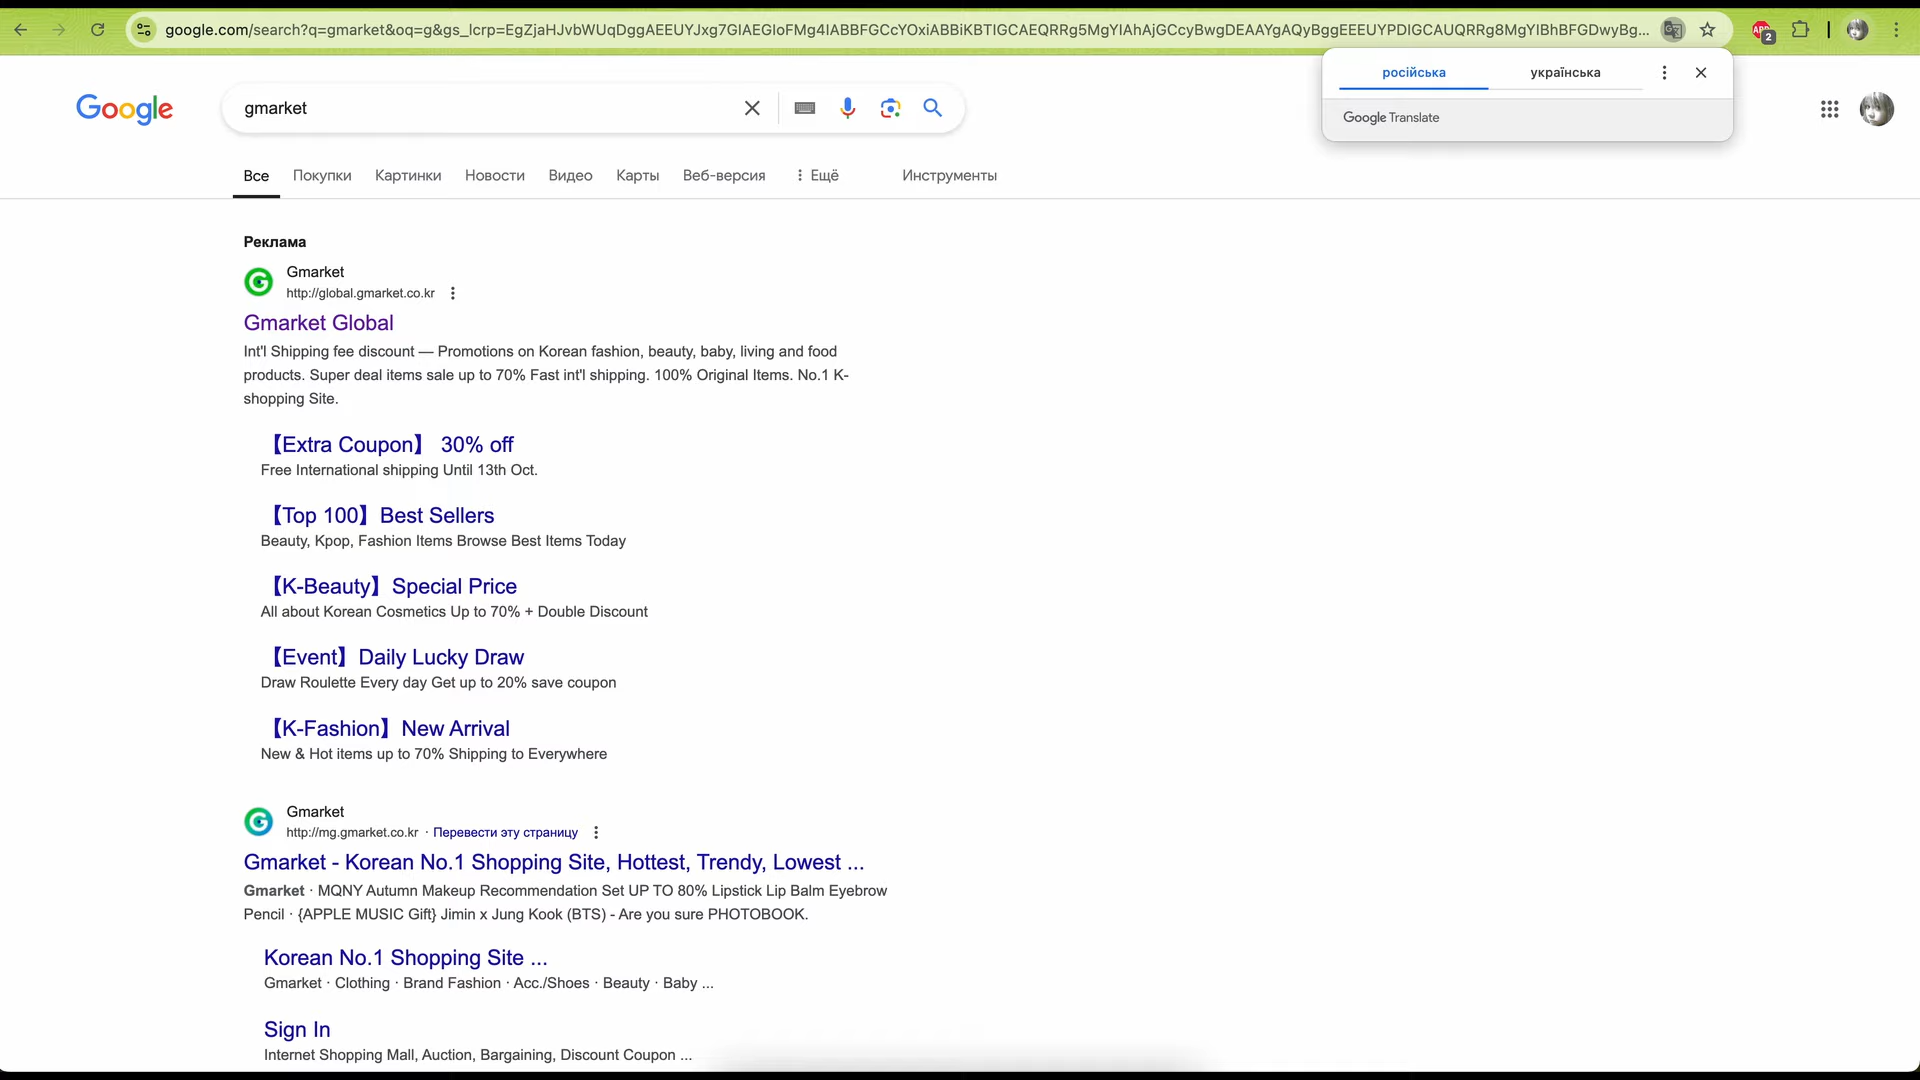 google.com/search?q=gmarket&oq=g&gs_lcrp=EgZjaHJvbWUqDggAEEUYJxg7GIAEGIoFMg4IABBFGCcYOxiABBiKBTIGCAEQRRg5MgYIAhAjGCcyBwgDEAAYgAQyBggEEEUYPDIGCAUQRRg8MgYIBhBFGDwyBg...
2
російська
українська
Google Translate
Google
gmarket
Все
Покупки
Картинки
Новости
Видео
Карты
Веб-версия
Ещё
Инструменты
Реклама
Gmarket
http://global.gmarket.co.kr
Gmarket Global
Int'l Shipping fee discount — Promotions on Korean fashion, beauty, baby, living and food
products. Super deal items sale up to 70% Fast int'l shipping. 100% Original Items. No.1 K-
shopping Site.
【Extra Coupon】 30% off
Free International shipping Until 13th Oct.
【Top 100】Best Sellers
Beauty, Kpop, Fashion Items Browse Best Items Today
【K-Beauty】Special Price
All about Korean Cosmetics Up to 70% + Double Discount
【Event】Daily Lucky Draw
Draw Roulette Every day Get up to 20% save coupon
【K-Fashion】New Arrival
New & Hot items up to 70% Shipping to Everywhere
Gmarket
http://mg.gmarket.co.kr · Перевести эту страницу
Gmarket - Korean No.1 Shopping Site, Hottest, Trendy, Lowest ...
Gmarket · MQNY Autumn Makeup Recommendation Set UP TO 80% Lipstick Lip Balm Eyebrow
Pencil · {APPLE MUSIC Gift} Jimin x Jung Kook (BTS) - Are you sure PHOTOBOOK.
Korean No.1 Shopping Site ...
Gmarket · Clothing · Brand Fashion · Acc./Shoes · Beauty · Baby ...
Sign In
Internet Shopping Mall, Auction, Bargaining, Discount Coupon ...